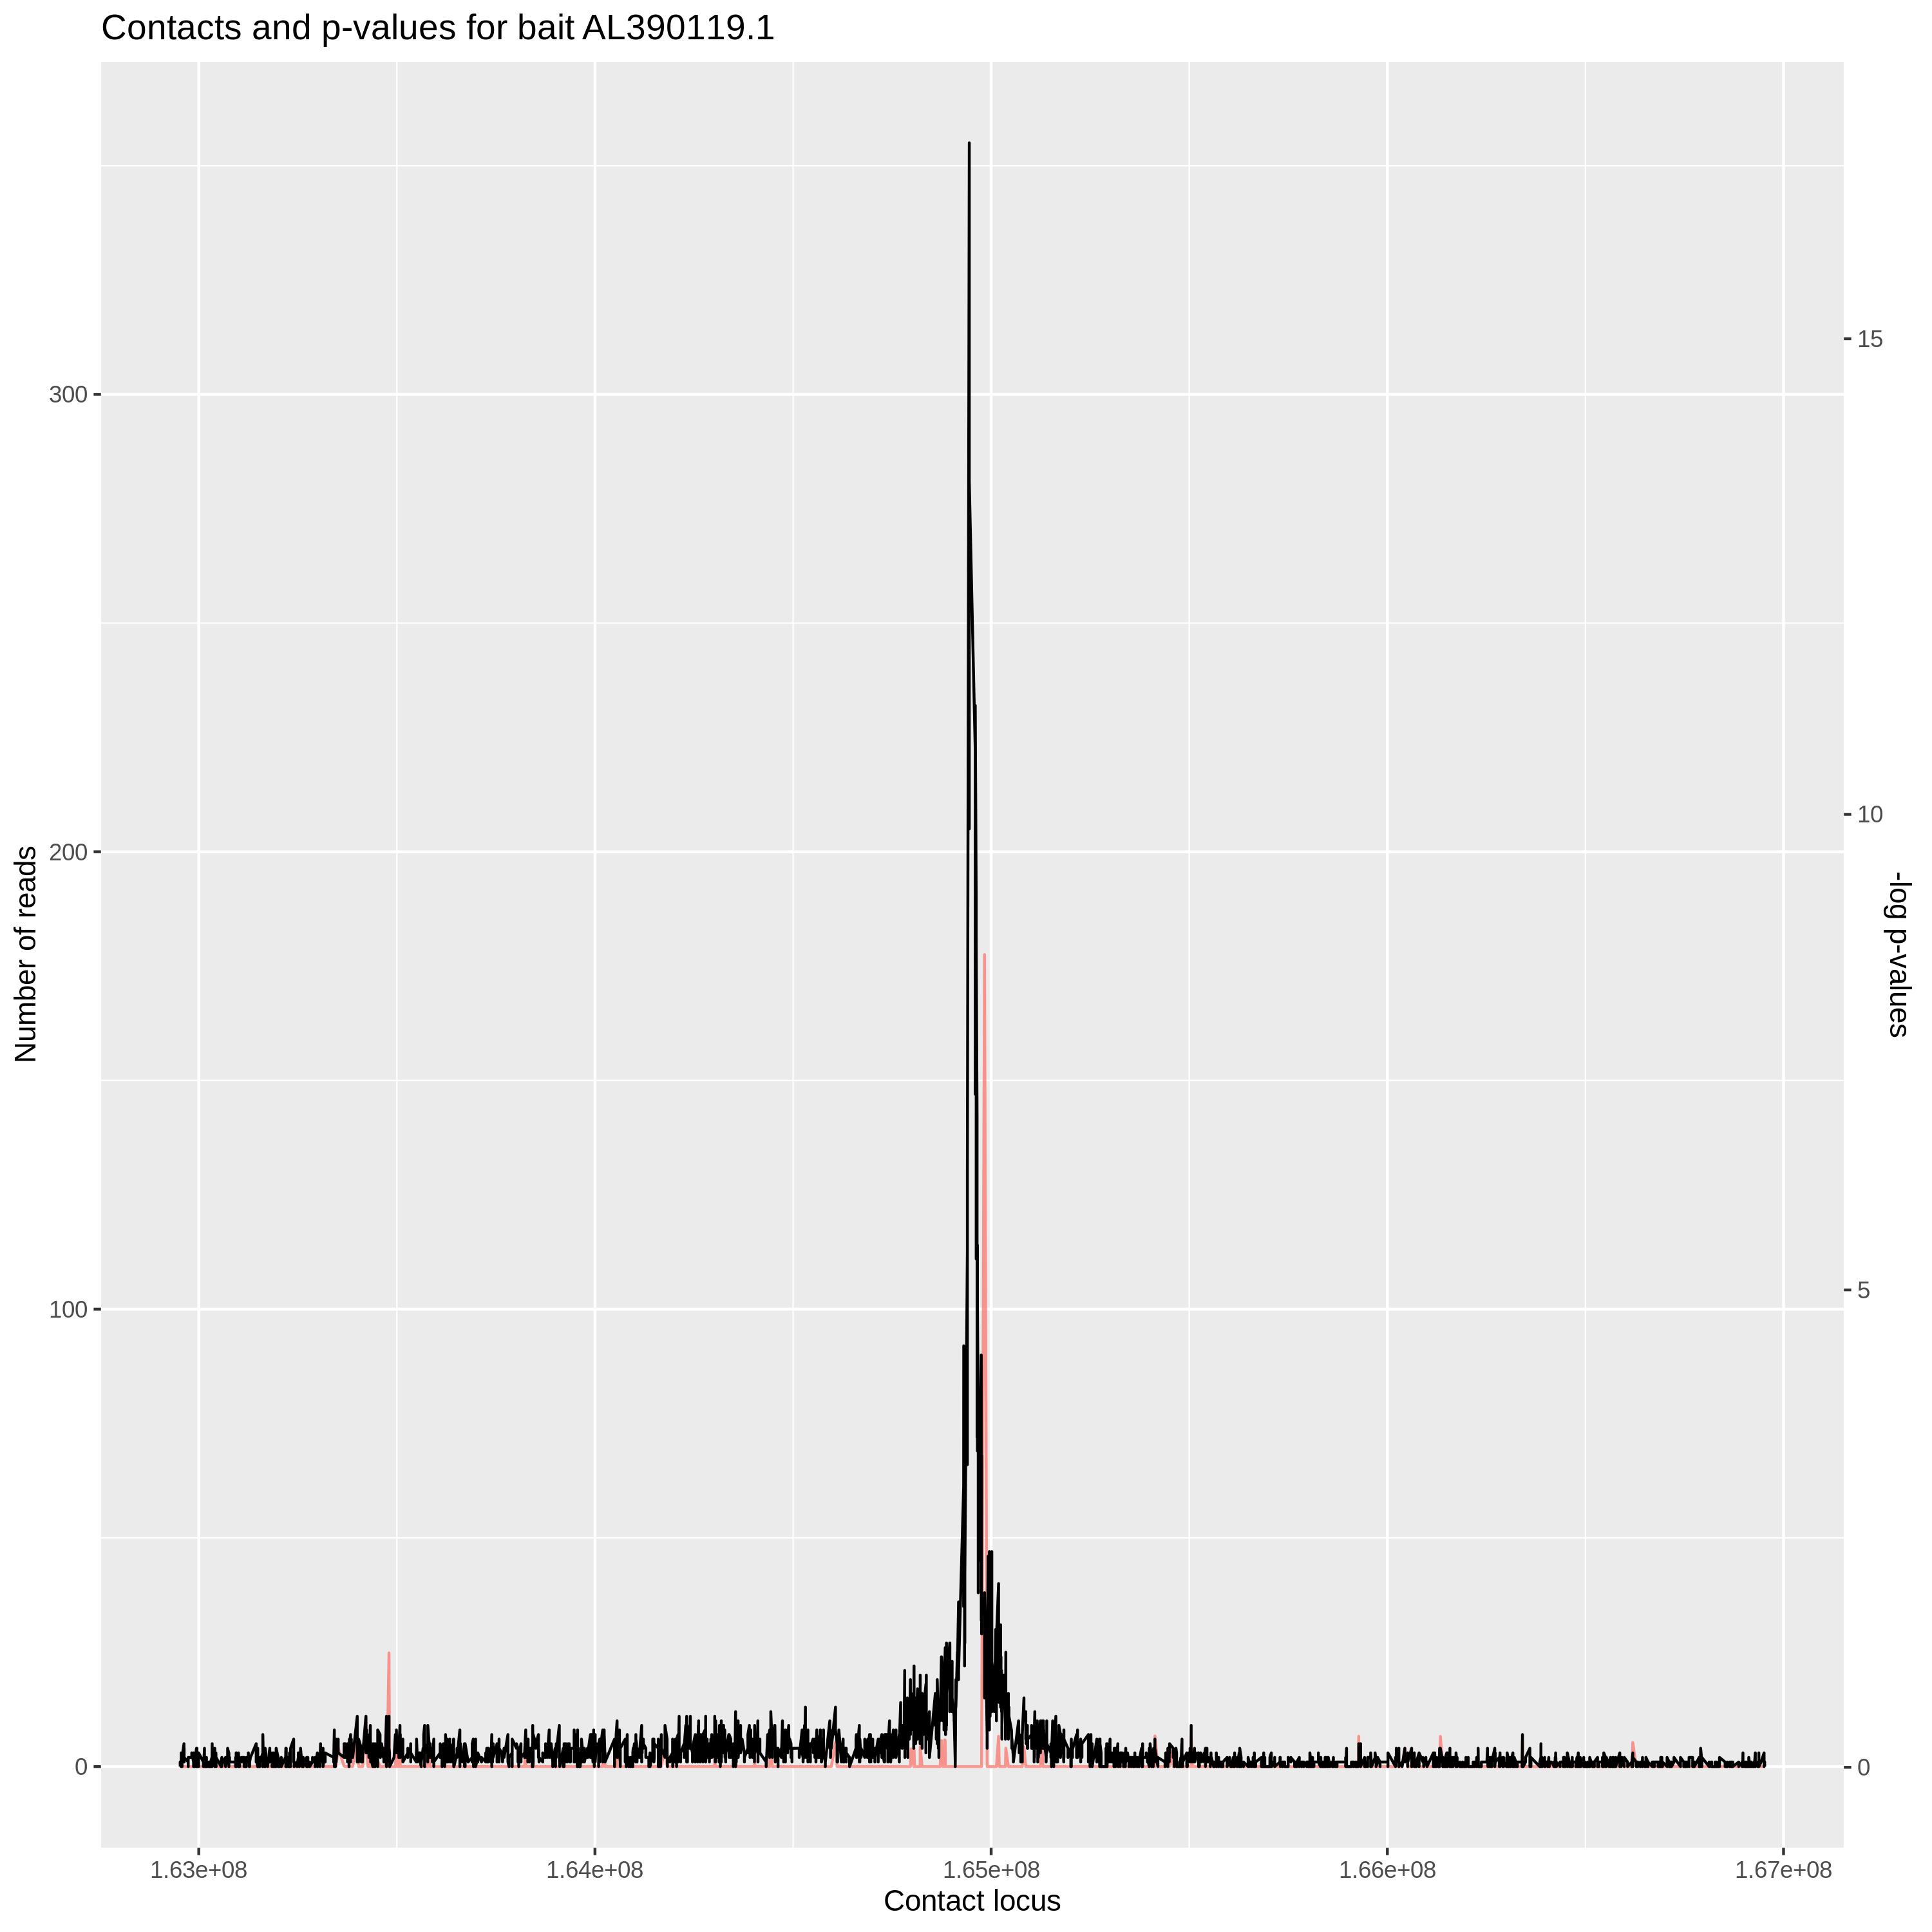 Contacts and p-values for bait AL390119.1
300
200
100
0
Number of reads
15
10
5
0
-log p-values
1.63e+08
1.64e+08
1.65e+08
1.66e+08
1.67e+08
Contact locus